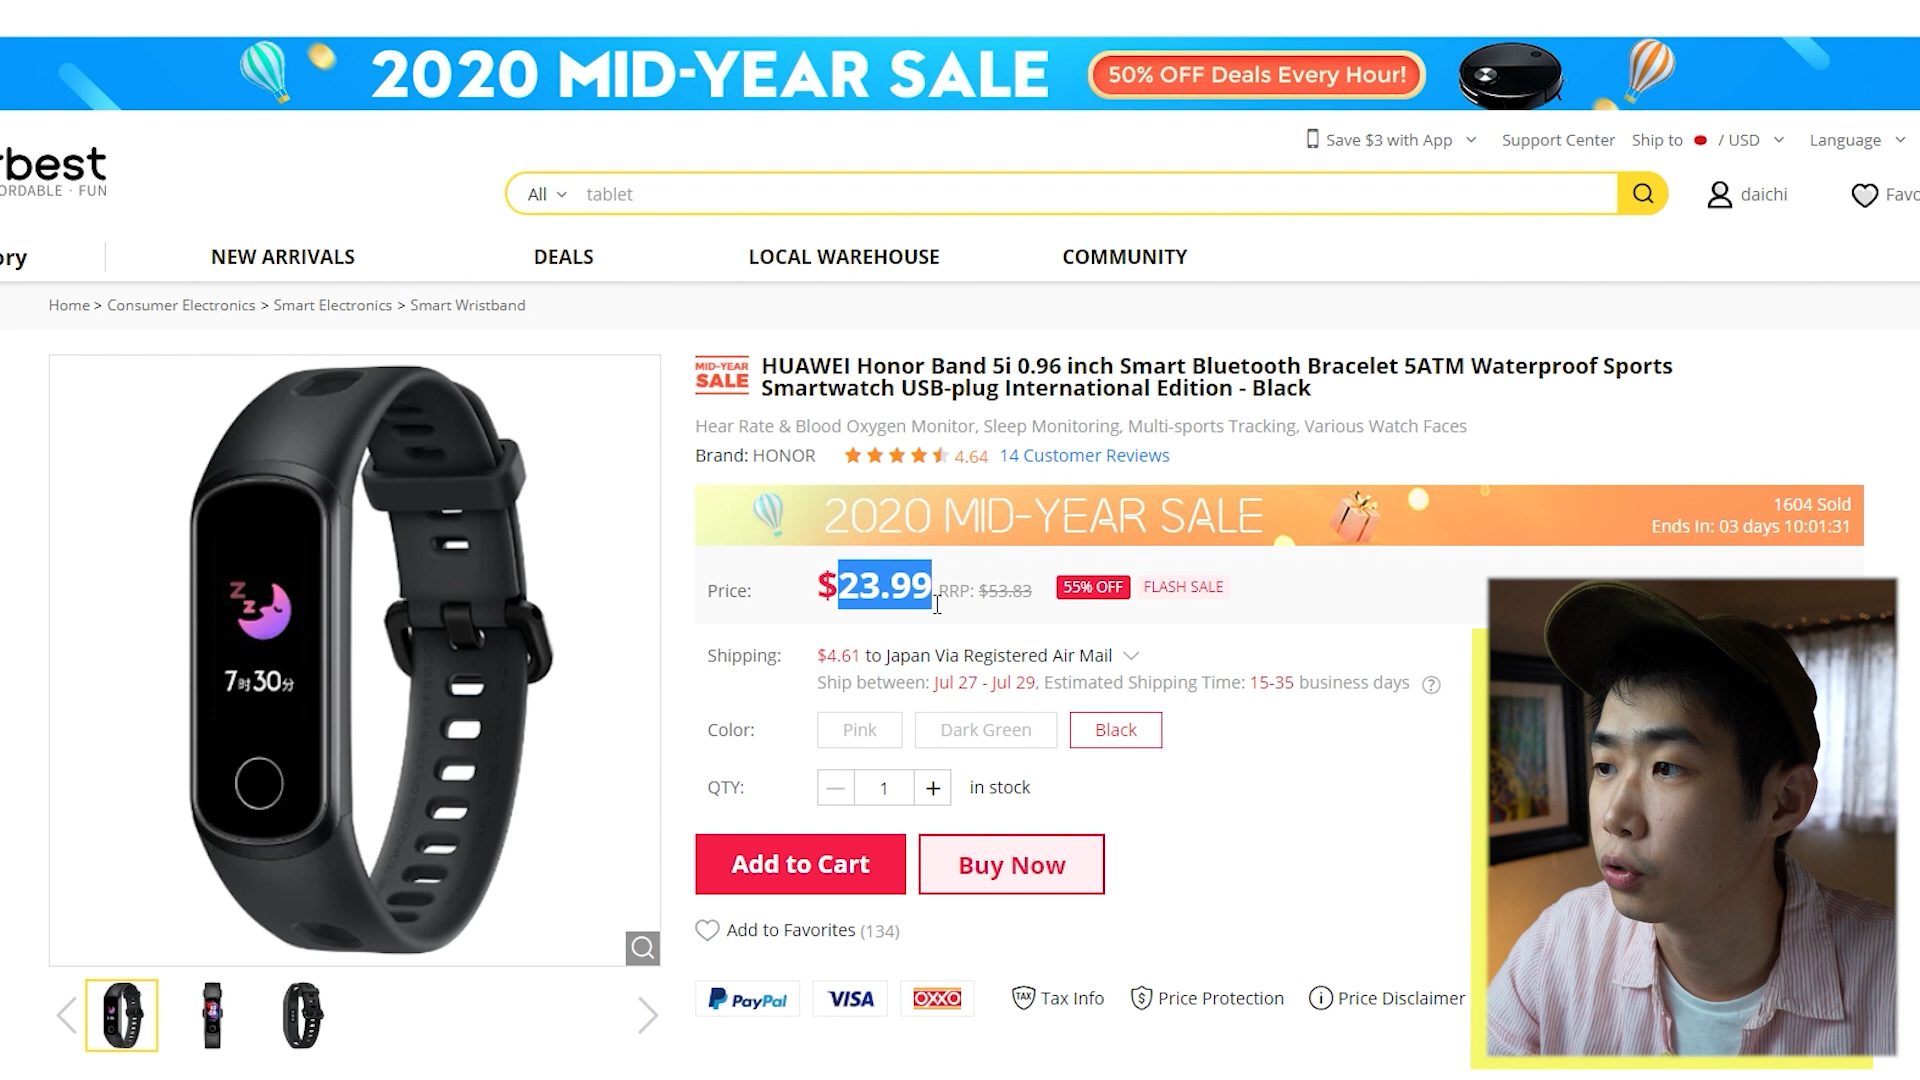 2020 MID-YEAR SALE
50% OFF Deals Every Hour!
Save $3 with App
Support Center
Ship to / USD
Language
rbest
ORDABLE · FUN
All
tablet
daichi
Favo
ory
NEW ARRIVALS
DEALS
LOCAL WAREHOUSE
COMMUNITY
Home > Consumer Electronics > Smart Electronics > Smart Wristband
MID-YEAR
SALE
HUAWEI Honor Band 5i 0.96 inch Smart Bluetooth Bracelet 5ATM Waterproof Sports
Smartwatch USB-plug International Edition - Black
Hear Rate & Blood Oxygen Monitor, Sleep Monitoring, Multi-sports Tracking, Various Watch Faces
Brand: HONOR
4.64
14 Customer Reviews
2020 MID-YEAR SALE
1604 Sold
Ends In: 03 days 10:01:31
Price:
$23.99
RRP: $53.83
55% OFF
FLASH SALE
Shipping:
$4.61 to Japan Via Registered Air Mail
Ship between: Jul 27 - Jul 29, Estimated Shipping Time: 15-35 business days ?
Color:
Pink
Dark Green
Black
QTY:
1
in stock
Add to Cart
Buy Now
Add to Favorites (134)
PayPal
VISA
OXXO
TAX Tax Info
$ Price Protection
i Price Disclaimer
Z Z Z
7时30分